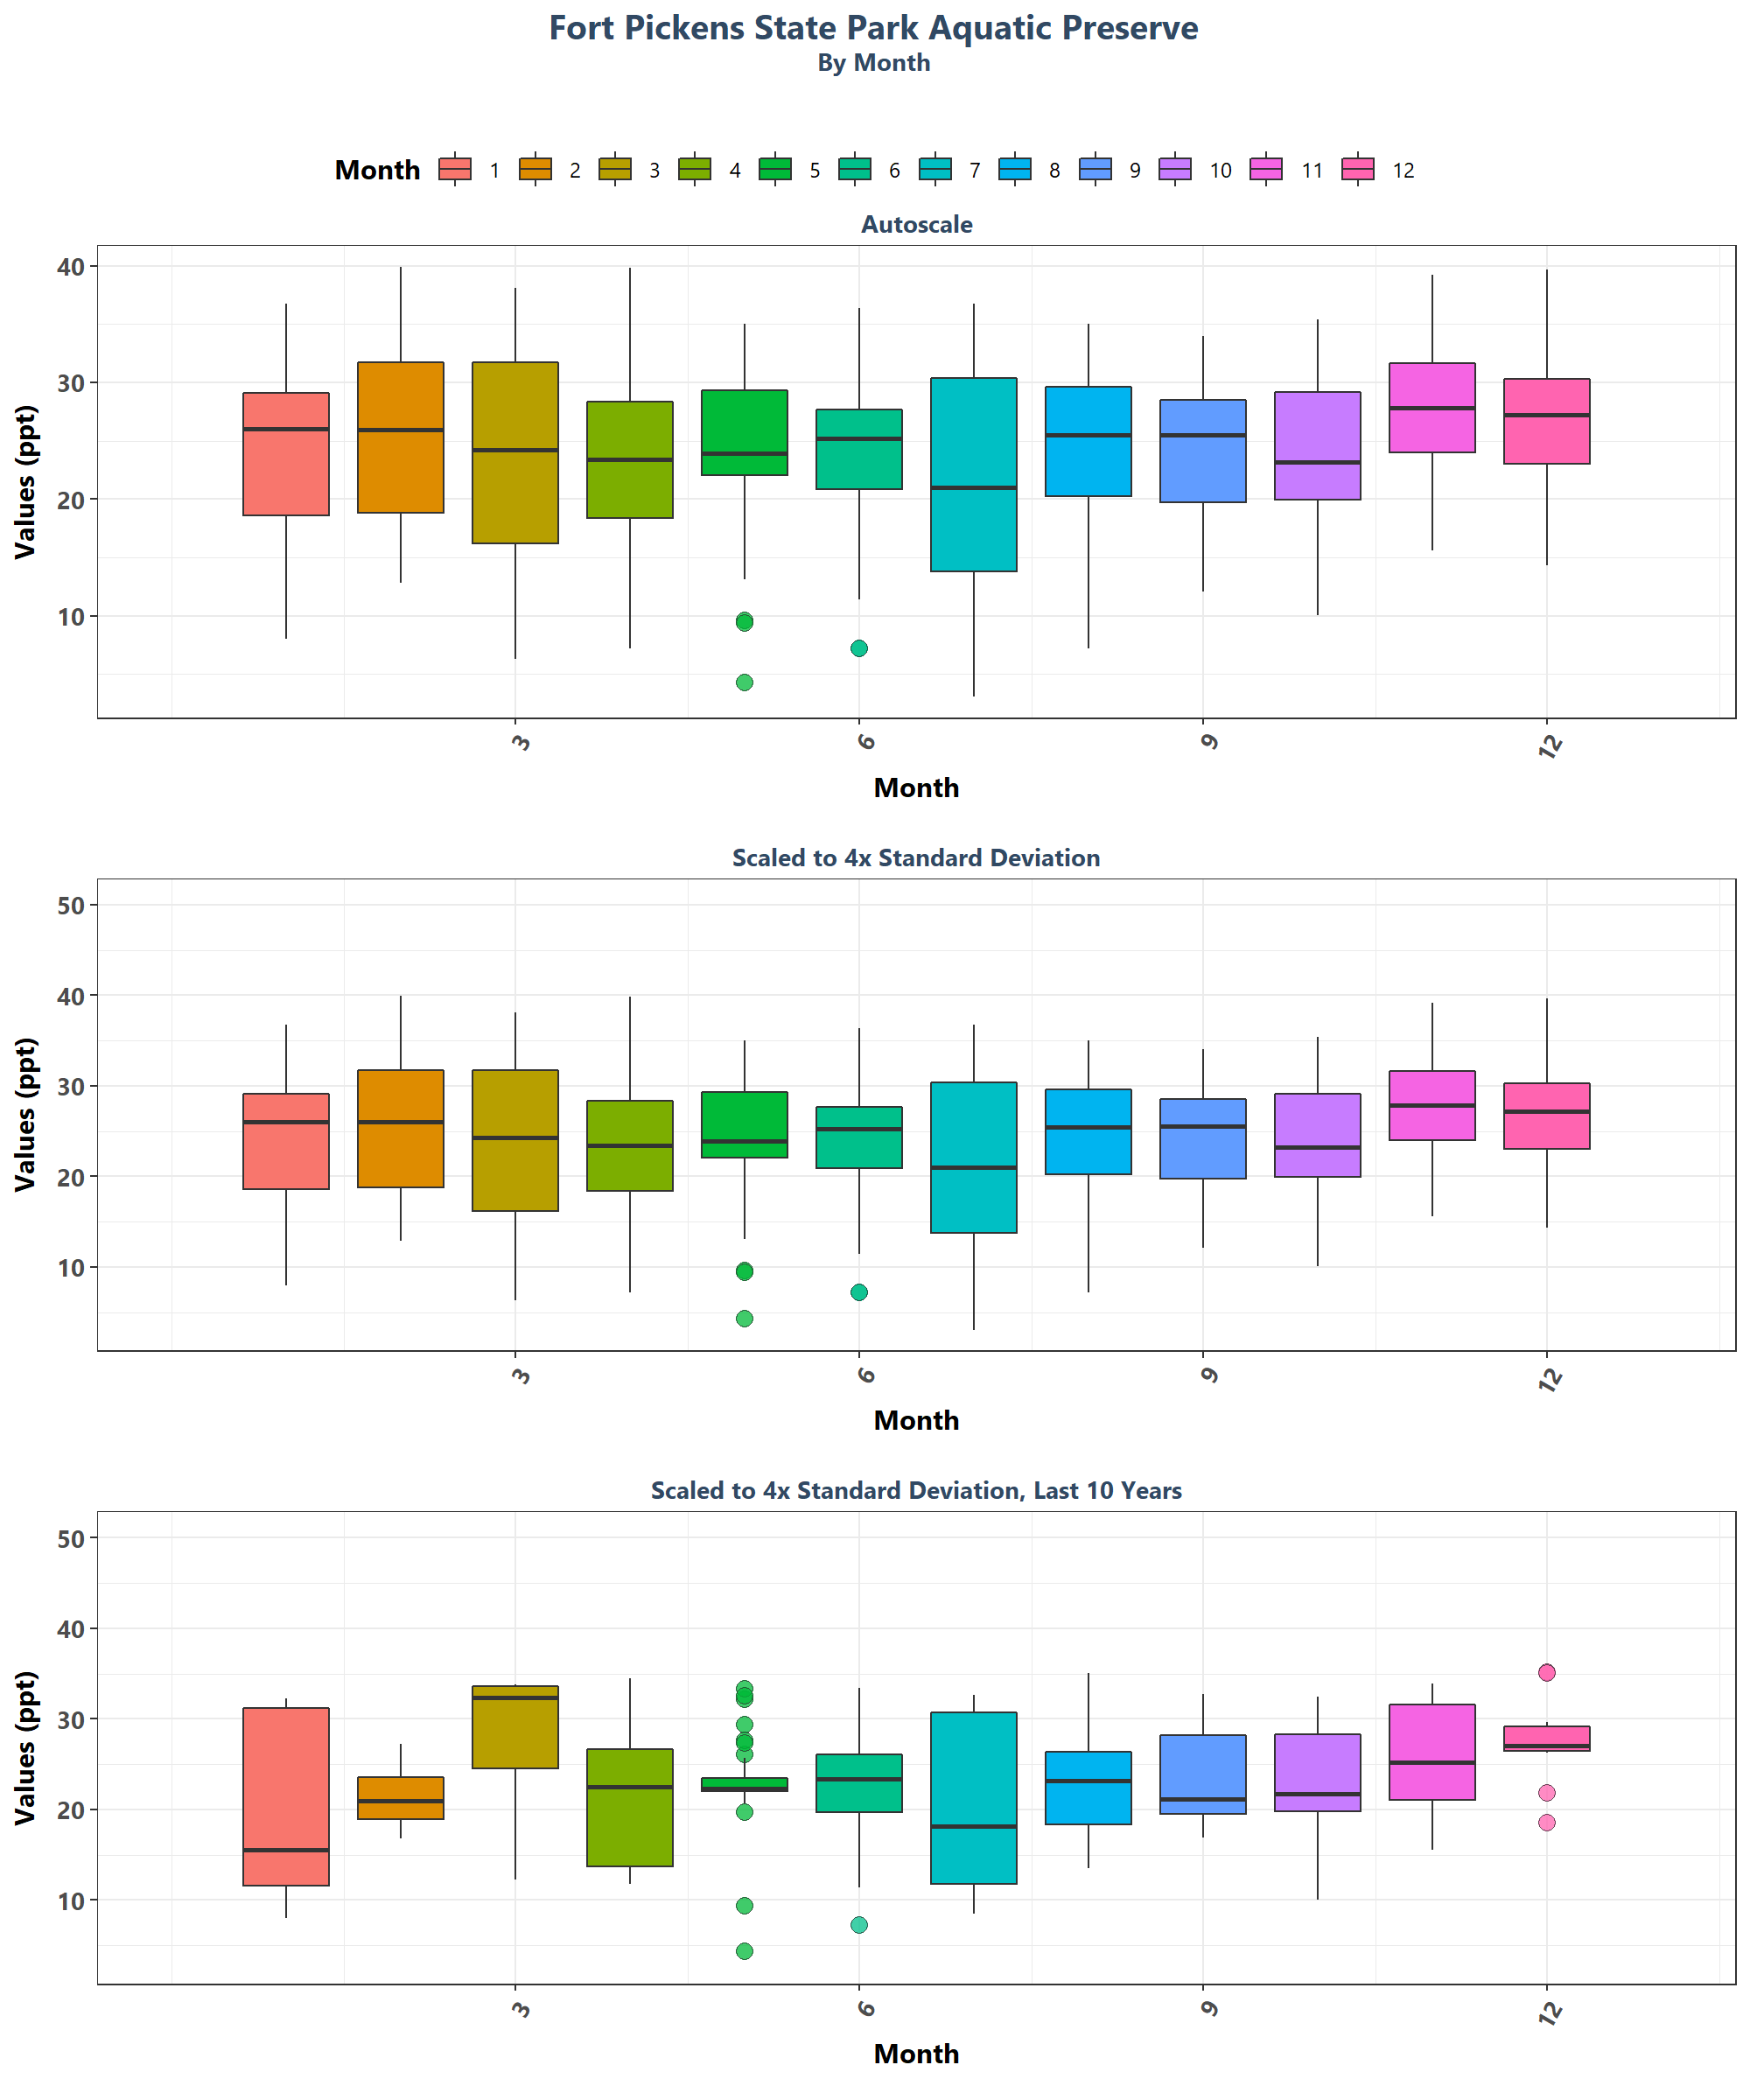 Fort Pickens State Park Aquatic Preserve
By Month
Month 1 2 3 4 5 6 7 8 9 10 11 12
Autoscale
Values (ppt)
40
30
20
10
3 6 9 12
Month
Scaled to 4x Standard Deviation
Values (ppt)
50
40
30
20
10
3 6 9 12
Month
Scaled to 4x Standard Deviation, Last 10 Years
Values (ppt)
50
40
30
20
10
3 6 9 12
Month